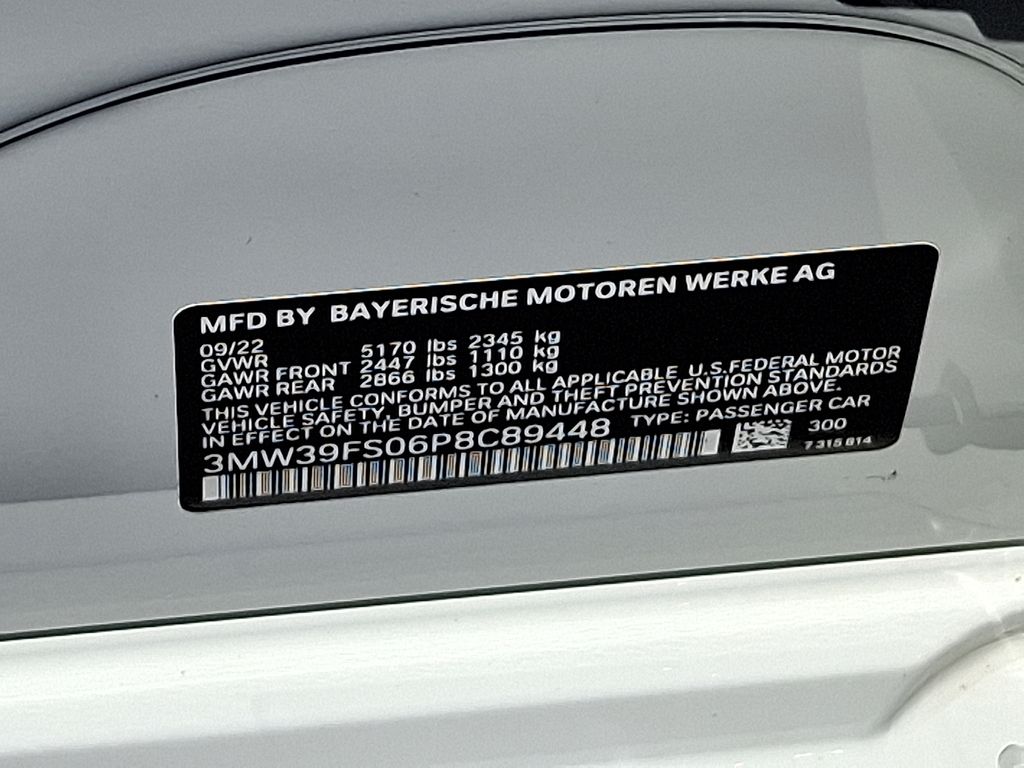 MFD BY BAYERISCHE MOTOREN WERKE AG
09/22
GVWR 5170 lbs 2345 kg
GAWR FRONT 2447 lbs 1110 kg
GAWR REAR 2866 lbs 1300 kg
THIS VEHICLE CONFORMS TO ALL APPLICABLE U.S.FEDERAL MOTOR
VEHICLE SAFETY, BUMPER AND THEFT PREVENTION STANDARDS
IN EFFECT ON THE DATE OF MANUFACTURE SHOWN ABOVE.
3MW39FS06P8C89448 TYPE: PASSENGER CAR
300
7 315 814